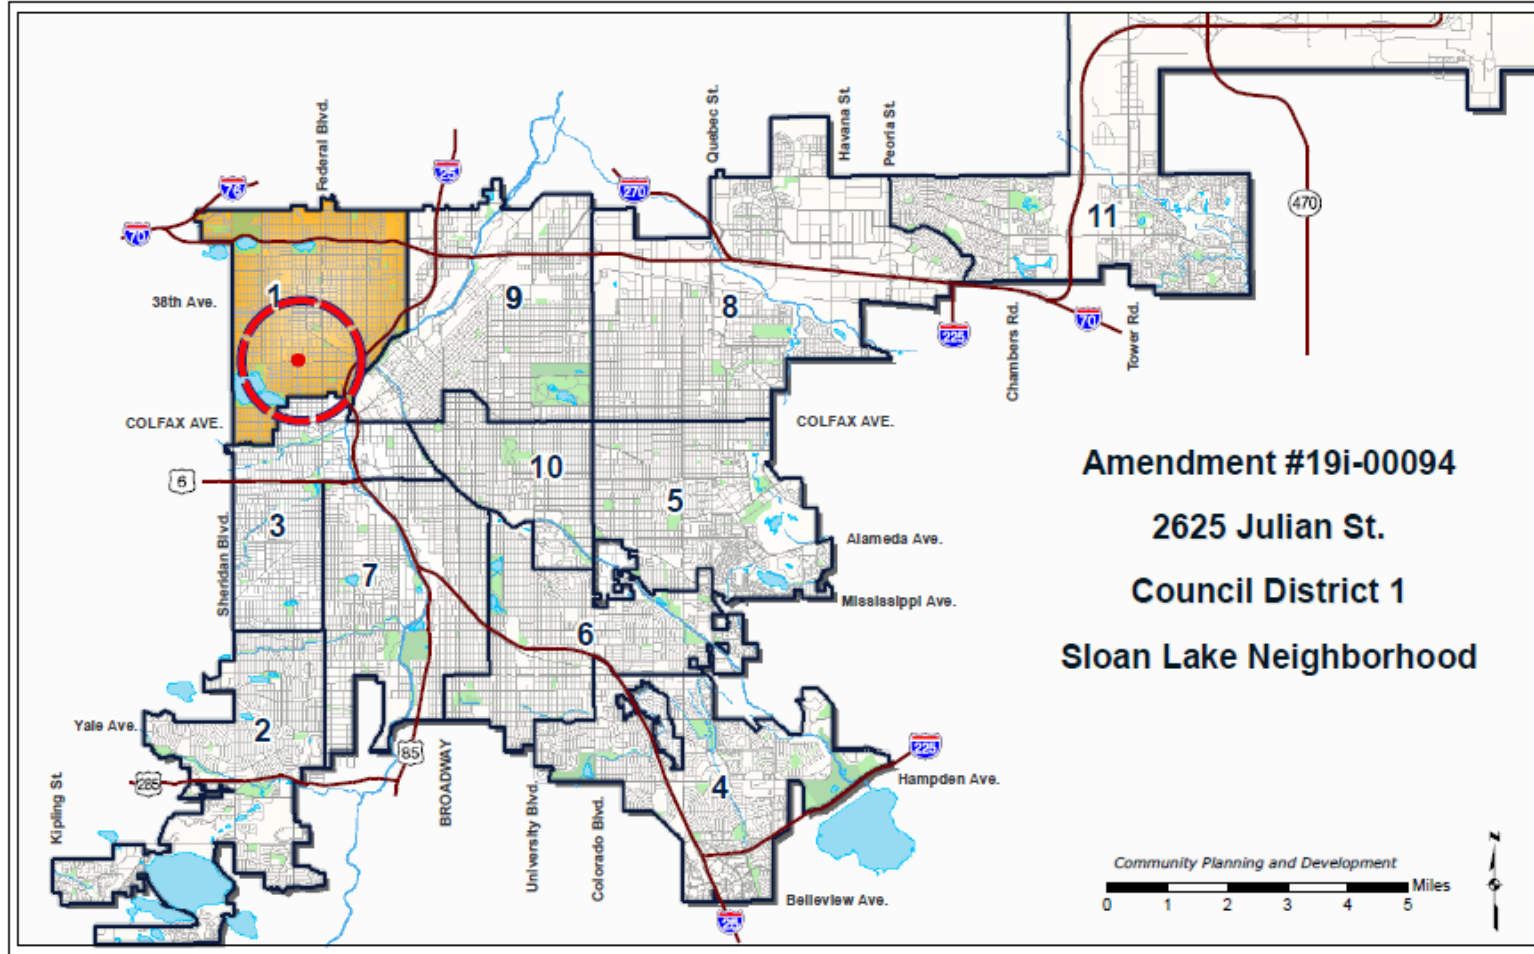 Federal Blvd.
Quebec St.
Havana St.
Peoria St.
76
25
270
70
470
11
1
38th Ave.
9
8
225
70
Chambers Rd.
Tower Rd.
COLFAX AVE.
COLFAX AVE.
Amendment #19i-00094
2625 Julian St.
Council District 1
Sloan Lake Neighborhood
10
5
6
3
Sheridan Blvd.
Alameda Ave.
7
Mississippi Ave.
6
2
Yale Ave.
85
BROADWAY
285
225
Hampden Ave.
4
Kipling St.
University Blvd.
Colorado Blvd.
Belleview Ave.
25
Community Planning and Development
Miles
0 1 2 3 4 5
Z